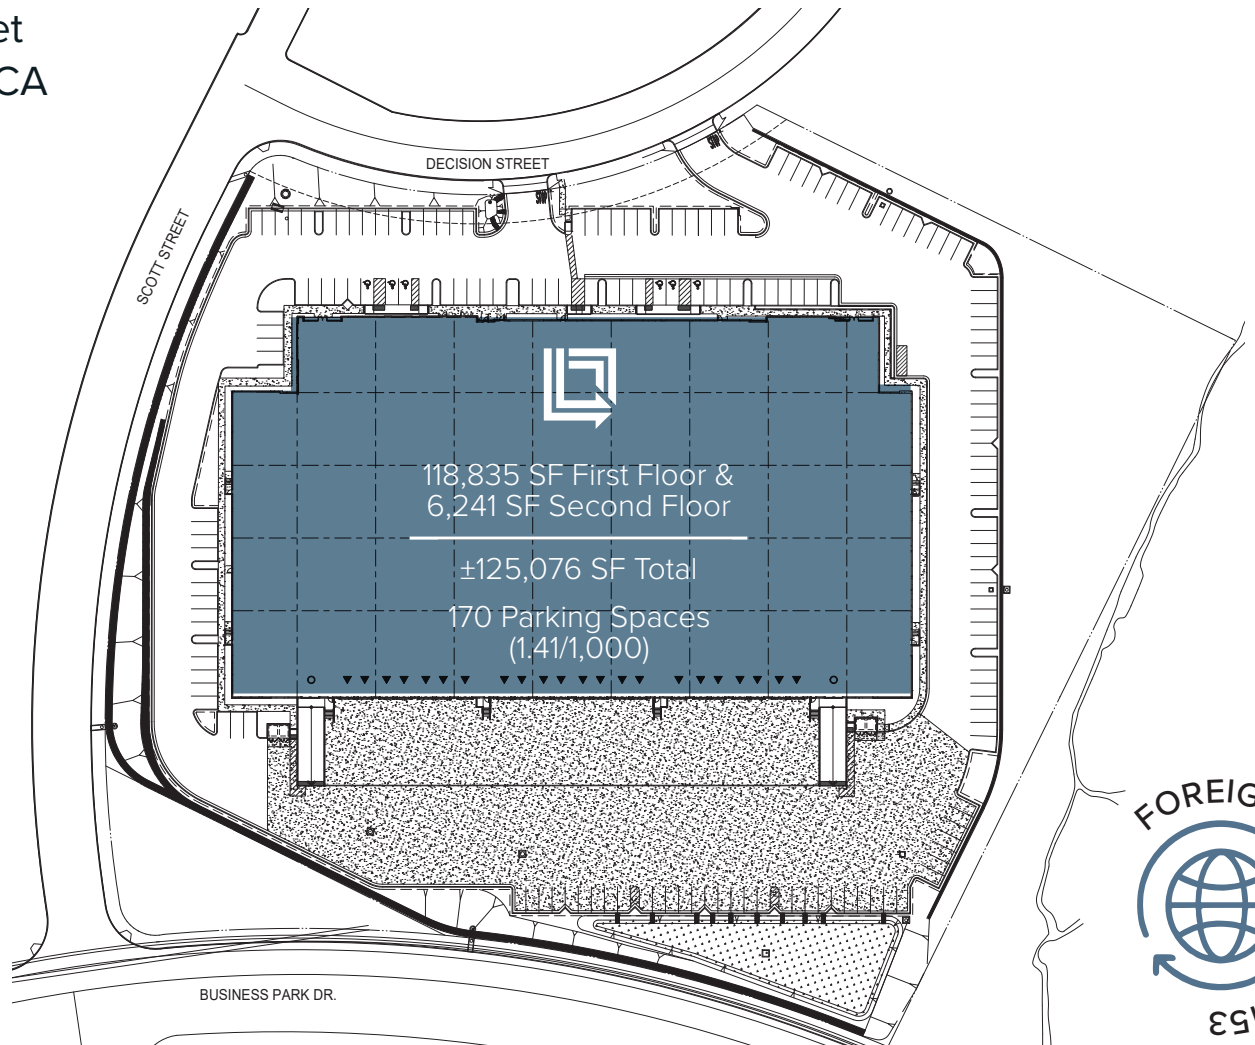 et
CA
DECISION STREET
SCOTT STREET
118,835 SF First Floor &
6,241 SF Second Floor
±125,076 SF Total
170 Parking Spaces
(1.41/1,000)
BUSINESS PARK DR.
FOREIG
153